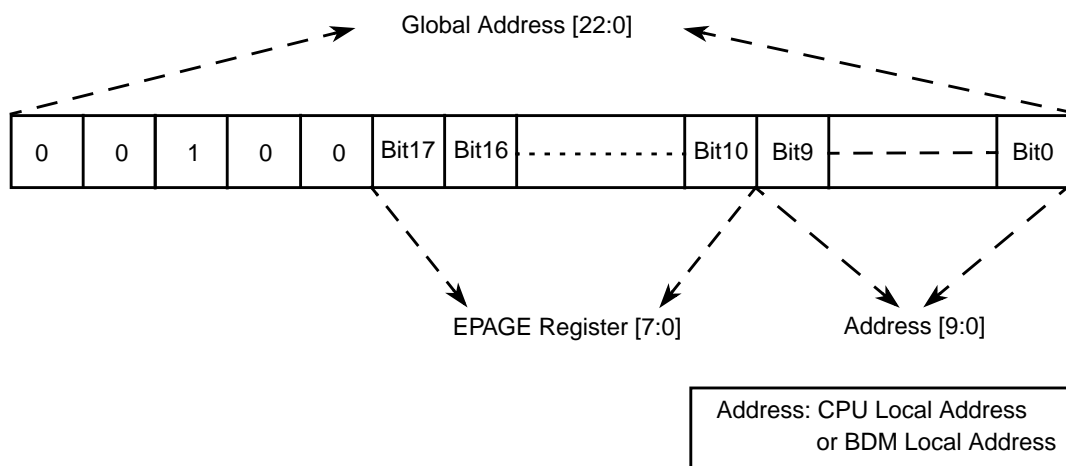 Global Address [22:0]
0 0 1 0 0 Bit17 Bit16 Bit10 Bit9 Bit0
EPAGE Register [7:0] Address [9:0]
Address: CPU Local Address
or BDM Local Address